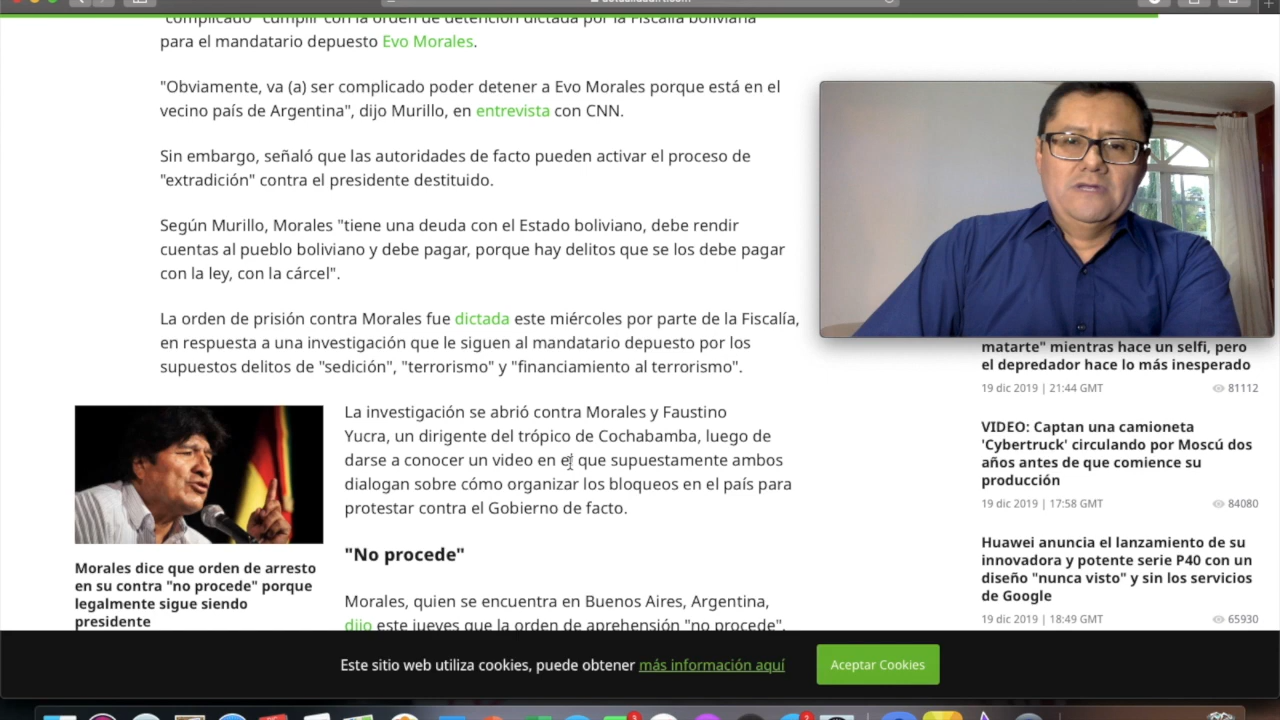 "complicado" cumplir con la orden de detención dictada por la Fiscalía boliviana
para el mandatario depuesto Evo Morales.
"Obviamente, va (a) ser complicado poder detener a Evo Morales porque está en el
vecino país de Argentina", dijo Murillo, en entrevista con CNN.
Sin embargo, señaló que las autoridades de facto pueden activar el proceso de
"extradición" contra el presidente destituido.
Según Murillo, Morales "tiene una deuda con el Estado boliviano, debe rendir
cuentas al pueblo boliviano y debe pagar, porque hay delitos que se los debe pagar
con la ley, con la cárcel".
La orden de prisión contra Morales fue dictada este miércoles por parte de la Fiscalía,
en respuesta a una investigación que le siguen al mandatario depuesto por los
supuestos delitos de "sedición", "terrorismo" y "financiamiento al terrorismo".
La investigación se abrió contra Morales y Faustino
Yucra, un dirigente del trópico de Cochabamba, luego de
darse a conocer un video en el que supuestamente ambos
dialogan sobre cómo organizar los bloqueos en el país para
protestar contra el Gobierno de facto.
"No procede"
Morales, quien se encuentra en Buenos Aires, Argentina,
dijo este jueves que la orden de aprehensión "no procede",
Morales dice que orden de arresto
en su contra "no procede" porque
legalmente sigue siendo
presidente
matarte" mientras hace un selfi, pero
el depredador hace lo más inesperado
19 dic 2019 | 21:44 GMT
81112
VIDEO: Captan una camioneta
'Cybertruck' circulando por Moscú dos
años antes de que comience su
producción
19 dic 2019 | 17:58 GMT
84080
Huawei anuncia el lanzamiento de su
innovadora y potente serie P40 con un
diseño "nunca visto" y sin los servicios
de Google
19 dic 2019 | 18:49 GMT
65930
Este sitio web utiliza cookies, puede obtener más información aquí
Aceptar Cookies
3
2